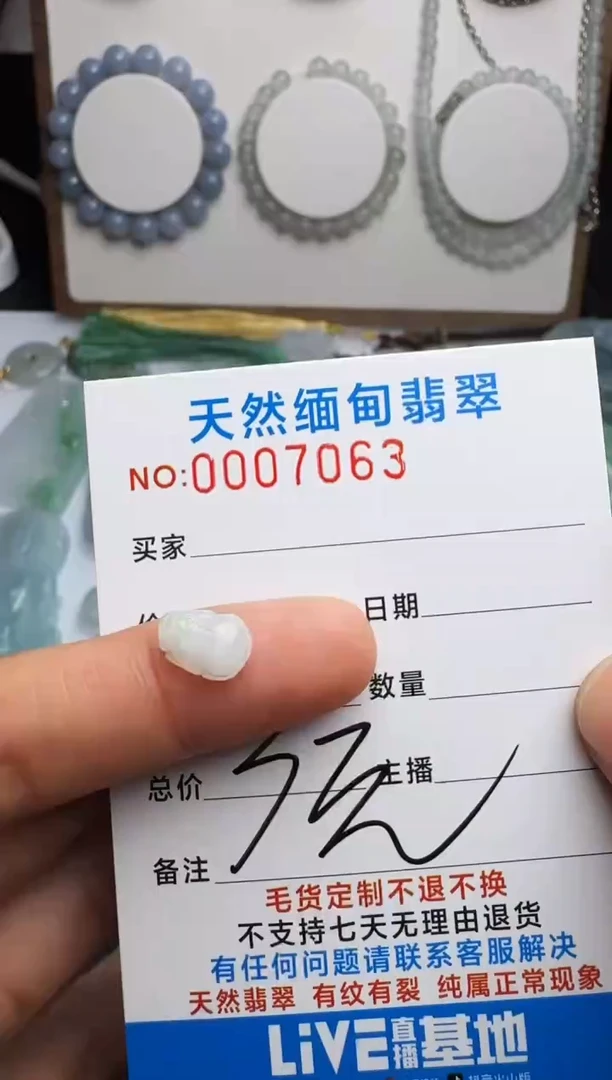 天然缅甸翡翠
NO:0007063
买家
日期
数量
总价 主播
备注
毛货定制不退不换
不支持七天无理由退货
有任何问题请联系客服解决
天然翡翠 有纹有裂 纯属正常现象
LiVE直播基地